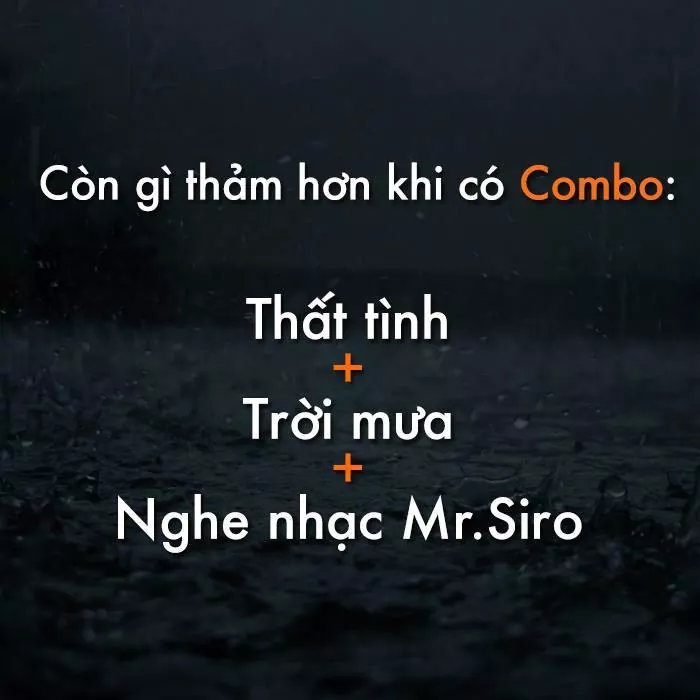 Còn gì thảm hơn khi có Combo:
Thất tình
+
Trời mưa
+
Nghe nhạc Mr.Siro